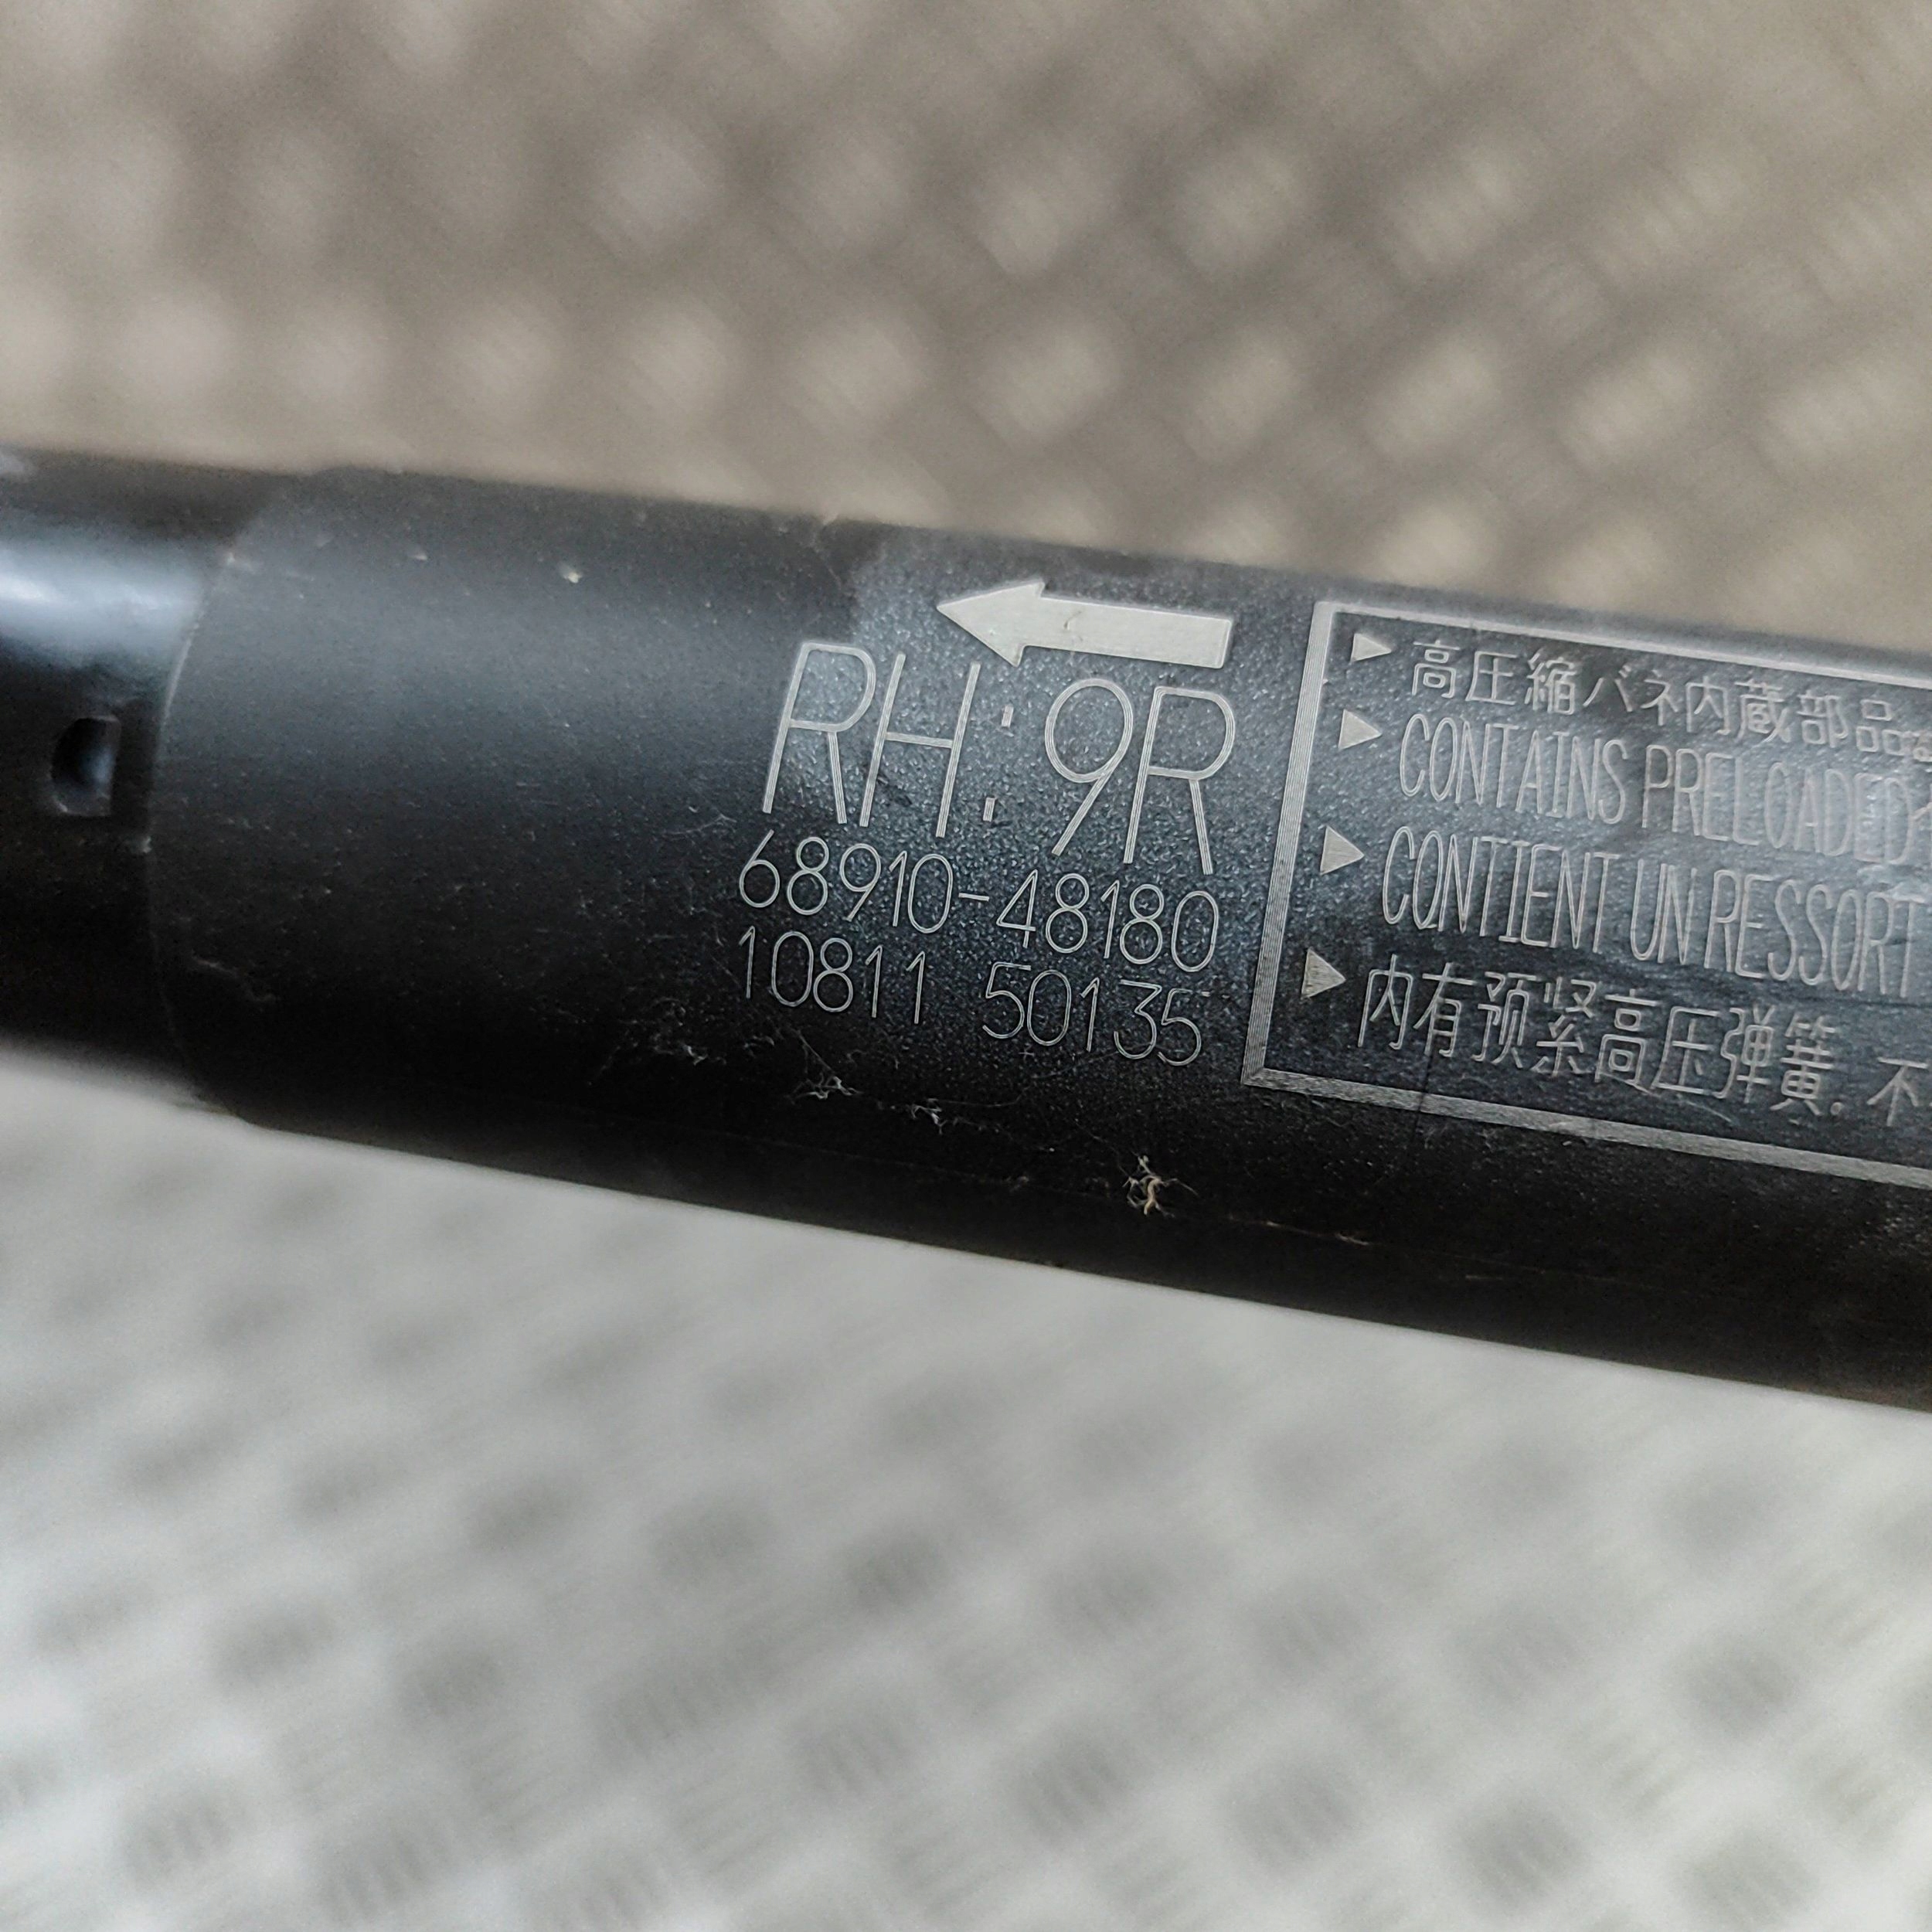 RH:9R
68910-48180
10811 50135
▶高圧縮バネ内蔵部品
▶CONTAINS PRELOADED
▶CONTIENT UN RESSORT
▶内有预紧高压弹簧.不